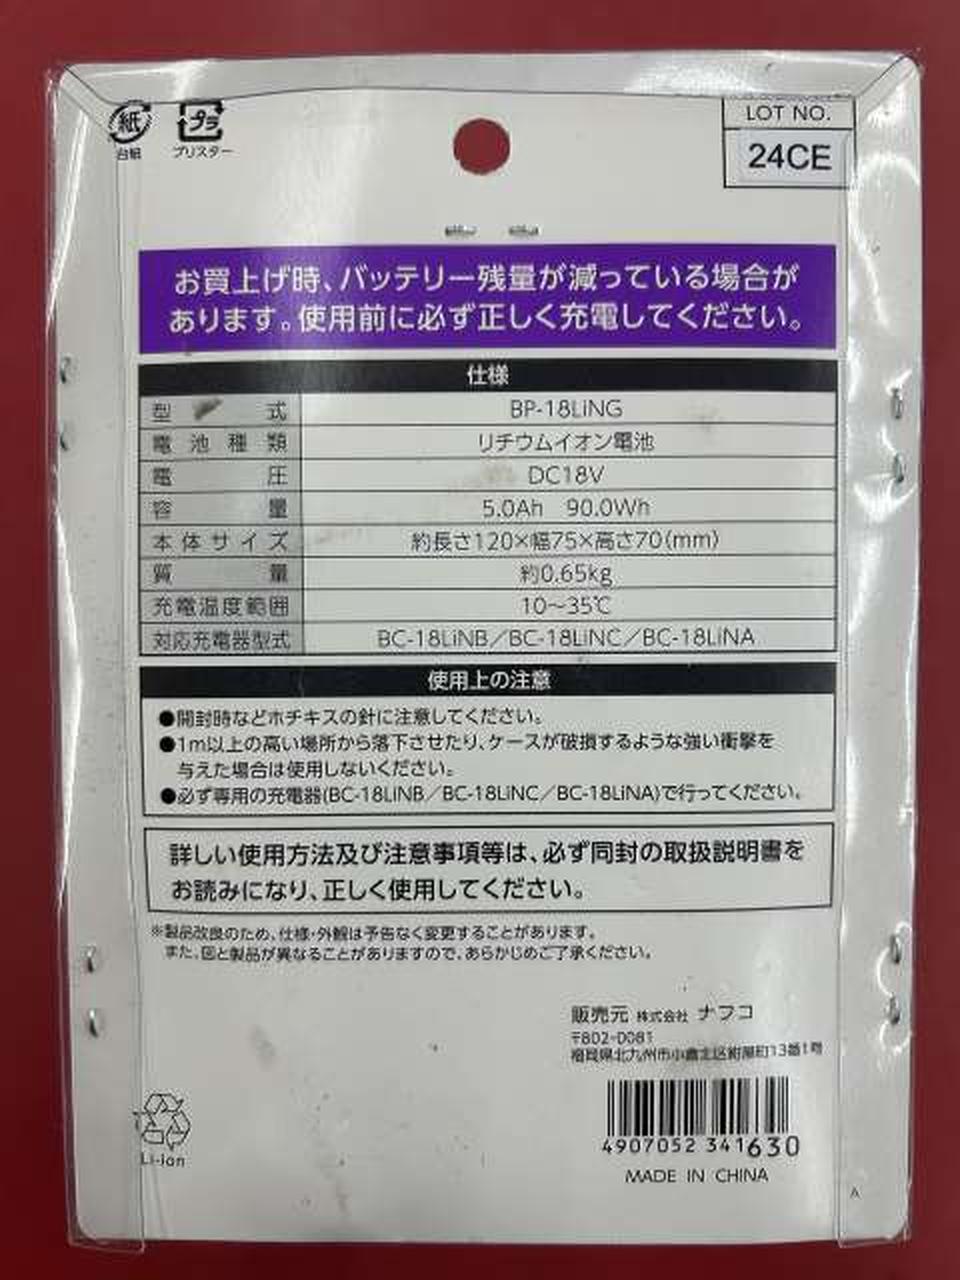 紙
台紙
プラ
ブリスター
LOT NO.
24CE
お買上げ時、バッテリー残量が減っている場合が
あります。使用前に必ず正しく充電してください。
仕様
型式 BP-18LiNG
電池種類 リチウムイオン電池
電圧 DC18V
容量 5.0Ah 90.0Wh
本体サイズ 約長さ120×幅75×高さ70(mm)
質量 約0.65kg
充電温度範囲 10〜35℃
対応充電器型式 BC-18LiNB／BC-18LiNC／BC-18LiNA
使用上の注意
●開封時などホチキスの針に注意してください。
●1m以上の高い場所から落下させたり、ケースが破損するような強い衝撃を
与えた場合は使用しないください。
●必ず専用の充電器(BC-18LiNB／BC-18LiNC／BC-18LiNA)で行ってください。
詳しい使用方法及び注意事項等は、必ず同封の取扱説明書を
お読みになり、正しく使用してください。
※製品改良のため、仕様・外観は予告なく変更することがあります。
また、図と製品が異なることがありますので、あらかじめご了承ください。
販売元 株式会社 ナフコ
〒802-0081
福岡県北九州市小倉北区紺屋町13番1号
4907052 341630
MADE IN CHINA
Li-ion
A